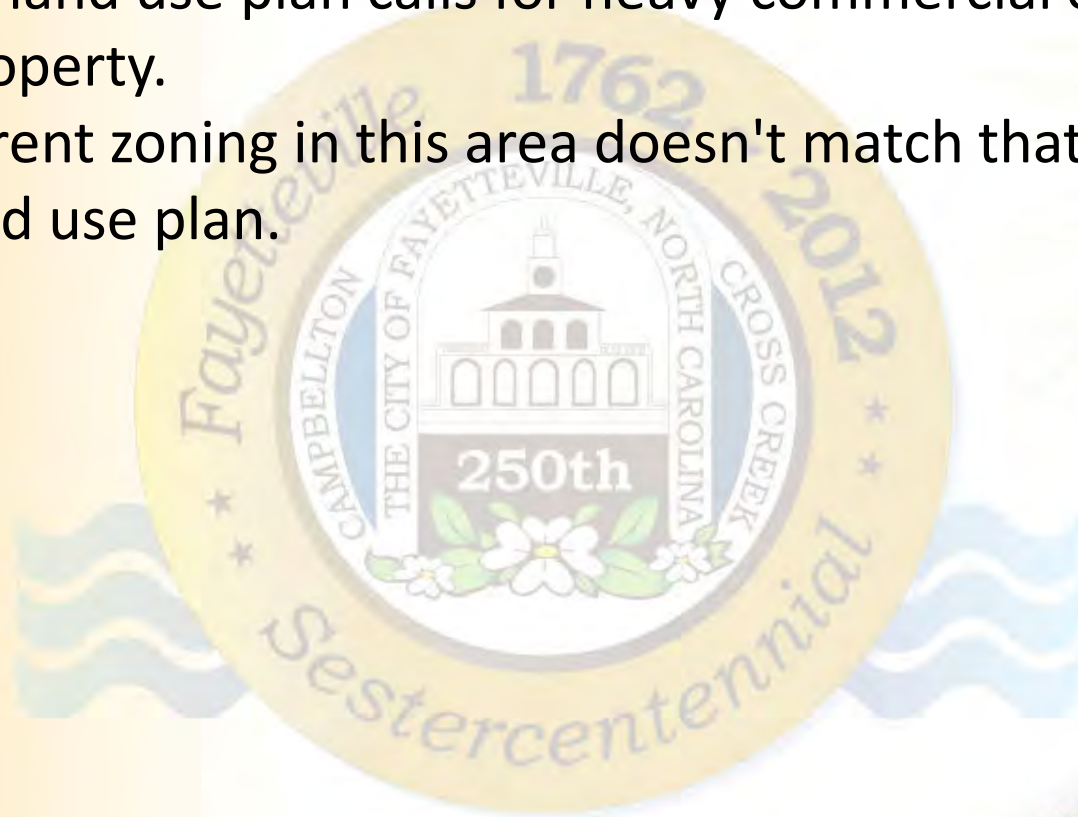 land use plan calls for heavy commercial
operty.
rent zoning in this area doesn't match that
d use plan.
Fayetteville 1762 - 2012
CAMPBELLTON THE CITY OF FAYETTEVILLE, NORTH CAROLINA CROSS CREEK
250th
Sestercentennial